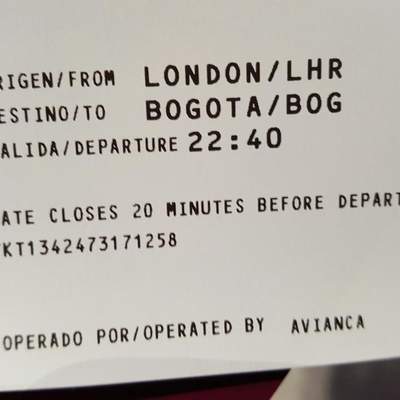 RIGEN/FROM LONDON/LHR
ESTINO/TO BOGOTA/BOG
ALIDA/DEPARTURE 22:40
ATE CLOSES 20 MINUTES BEFORE DEPART
KT1342473171258
OPERADO POR/OPERATED BY AVIANCA